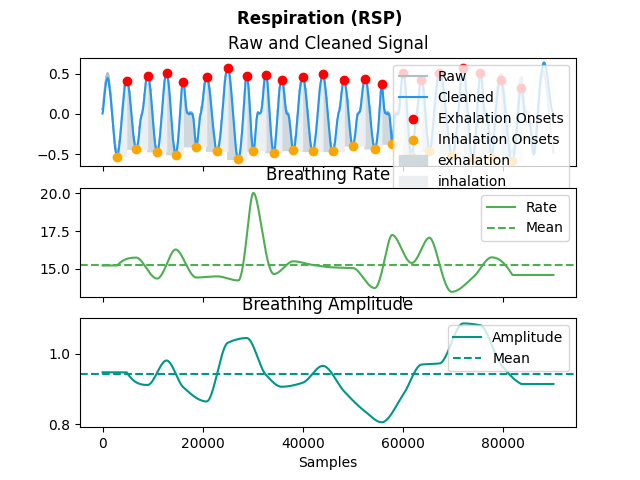 Respiration (RSP)
Raw and Cleaned Signal
0.5
0.0
−0.5
Raw
Cleaned
Exhalation Onsets
Inhalation Onsets
exhalation
inhalation
Breathing Rate
20.0
17.5
15.0
Rate
Mean
Breathing Amplitude
1.0
0.8
Amplitude
Mean
0 20000 40000 60000 80000
Samples